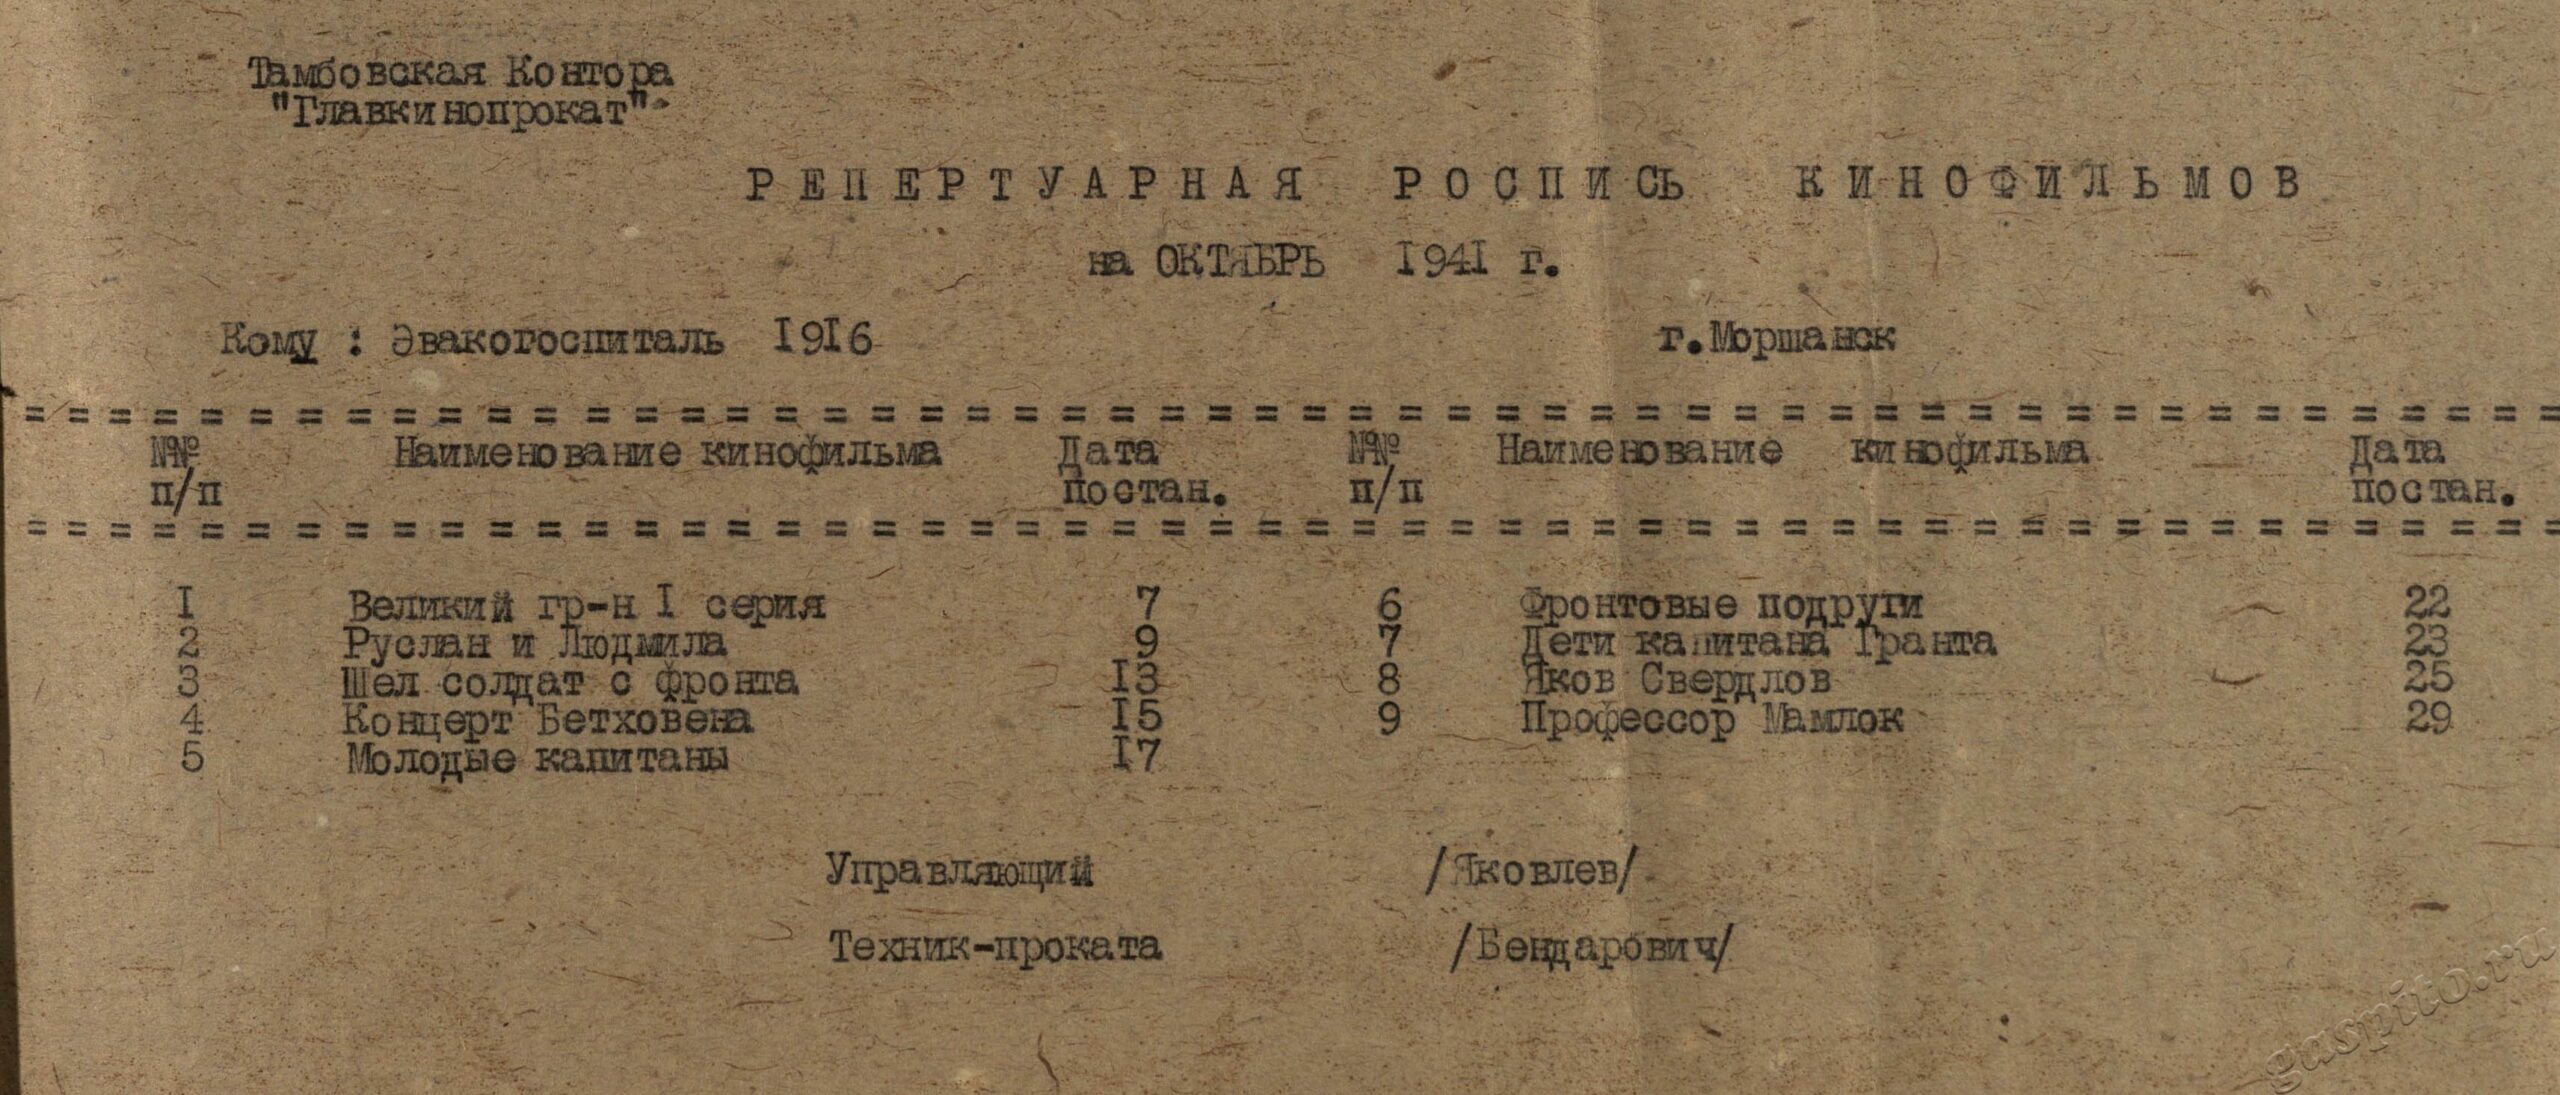 Тамбовская Контора
"Главкинопрокат"
РЕПЕРТУАРНАЯ РОСПИСЬ КИНОФИЛЬМОВ
на ОКТЯБРЬ 1941 г.
Кому : Эвакогоспиталь 1916 г.Моршанск
№№ Наименование кинофильма Дата №№ Наименование кинофильма Дата
п/п постан. п/п постан.
I Великий гр-н I серия 7 6 Фронтовые подруги 22
2 Руслан и Людмила 9 7 Дети капитана Гранта 23
3 Шел солдат с фронта 13 8 Яков Свердлов 25
4 Концерт Бетховена 15 9 Профессор Мамлок 29
5 Молодые капитаны 17
Управляющий /Яковлев/
Техник-проката /Бендарович/
gaspito.ru